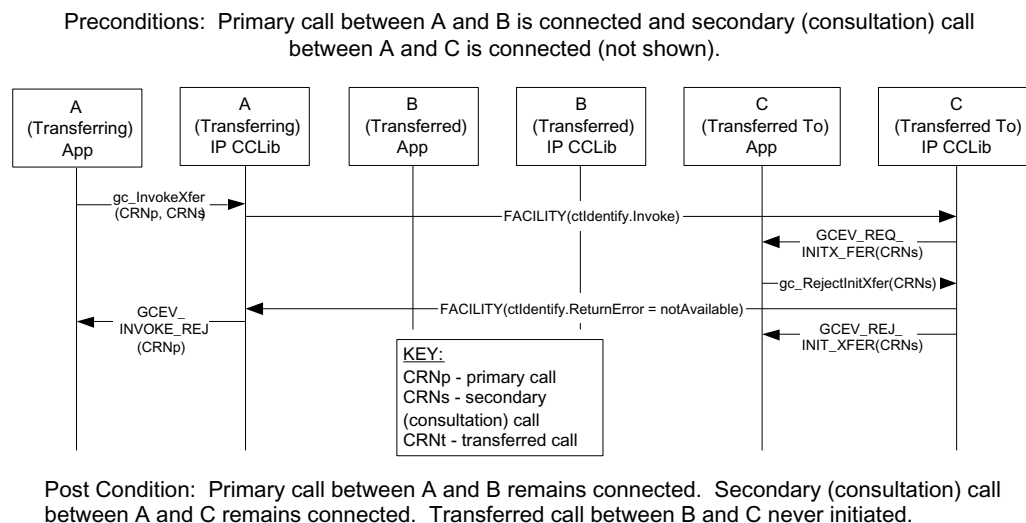 Preconditions: Primary call between A and B is connected and secondary (consultation) call
between A and C is connected (not shown).
A
(Transferring)
App
A
(Transferring)
IP CCLib
B
(Transferred)
App
B
(Transferred)
IP CCLib
C
(Transferred To)
App
C
(Transferred To)
IP CCLib
gc_InvokeXfer
(CRNp, CRNs)
FACILITY(ctIdentify.Invoke)
GCEV_REQ_
INITX_FER(CRNs)
gc_RejectInitXfer(CRNs)
FACILITY(ctIdentify.ReturnError = notAvailable)
GCEV_
INVOKE_REJ
(CRNp)
GCEV_REJ_
INIT_XFER(CRNs)
KEY:
CRNp - primary call
CRNs - secondary
(consultation) call
CRNt - transferred call
Post Condition: Primary call between A and B remains connected. Secondary (consultation) call
between A and C remains connected. Transferred call between B and C never initiated.